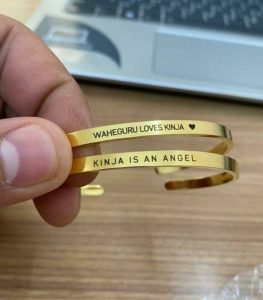 WAHEGURU LOVES KINJA ♥
KINJA IS AN ANGEL